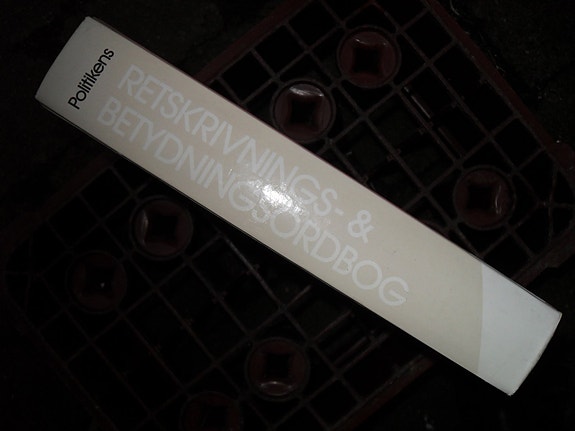 Politikens
RETSKRIVNINGS- &
BETYDNINGSORDBOG